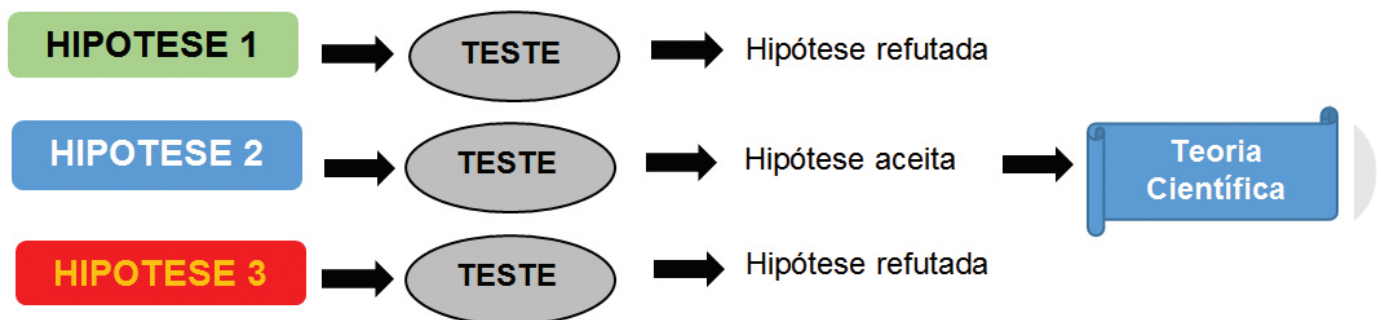 HIPOTESE 1
TESTE
Hipótese refutada
HIPOTESE 2
TESTE
Hipótese aceita
Teoria
Científica
HIPOTESE 3
TESTE
Hipótese refutada